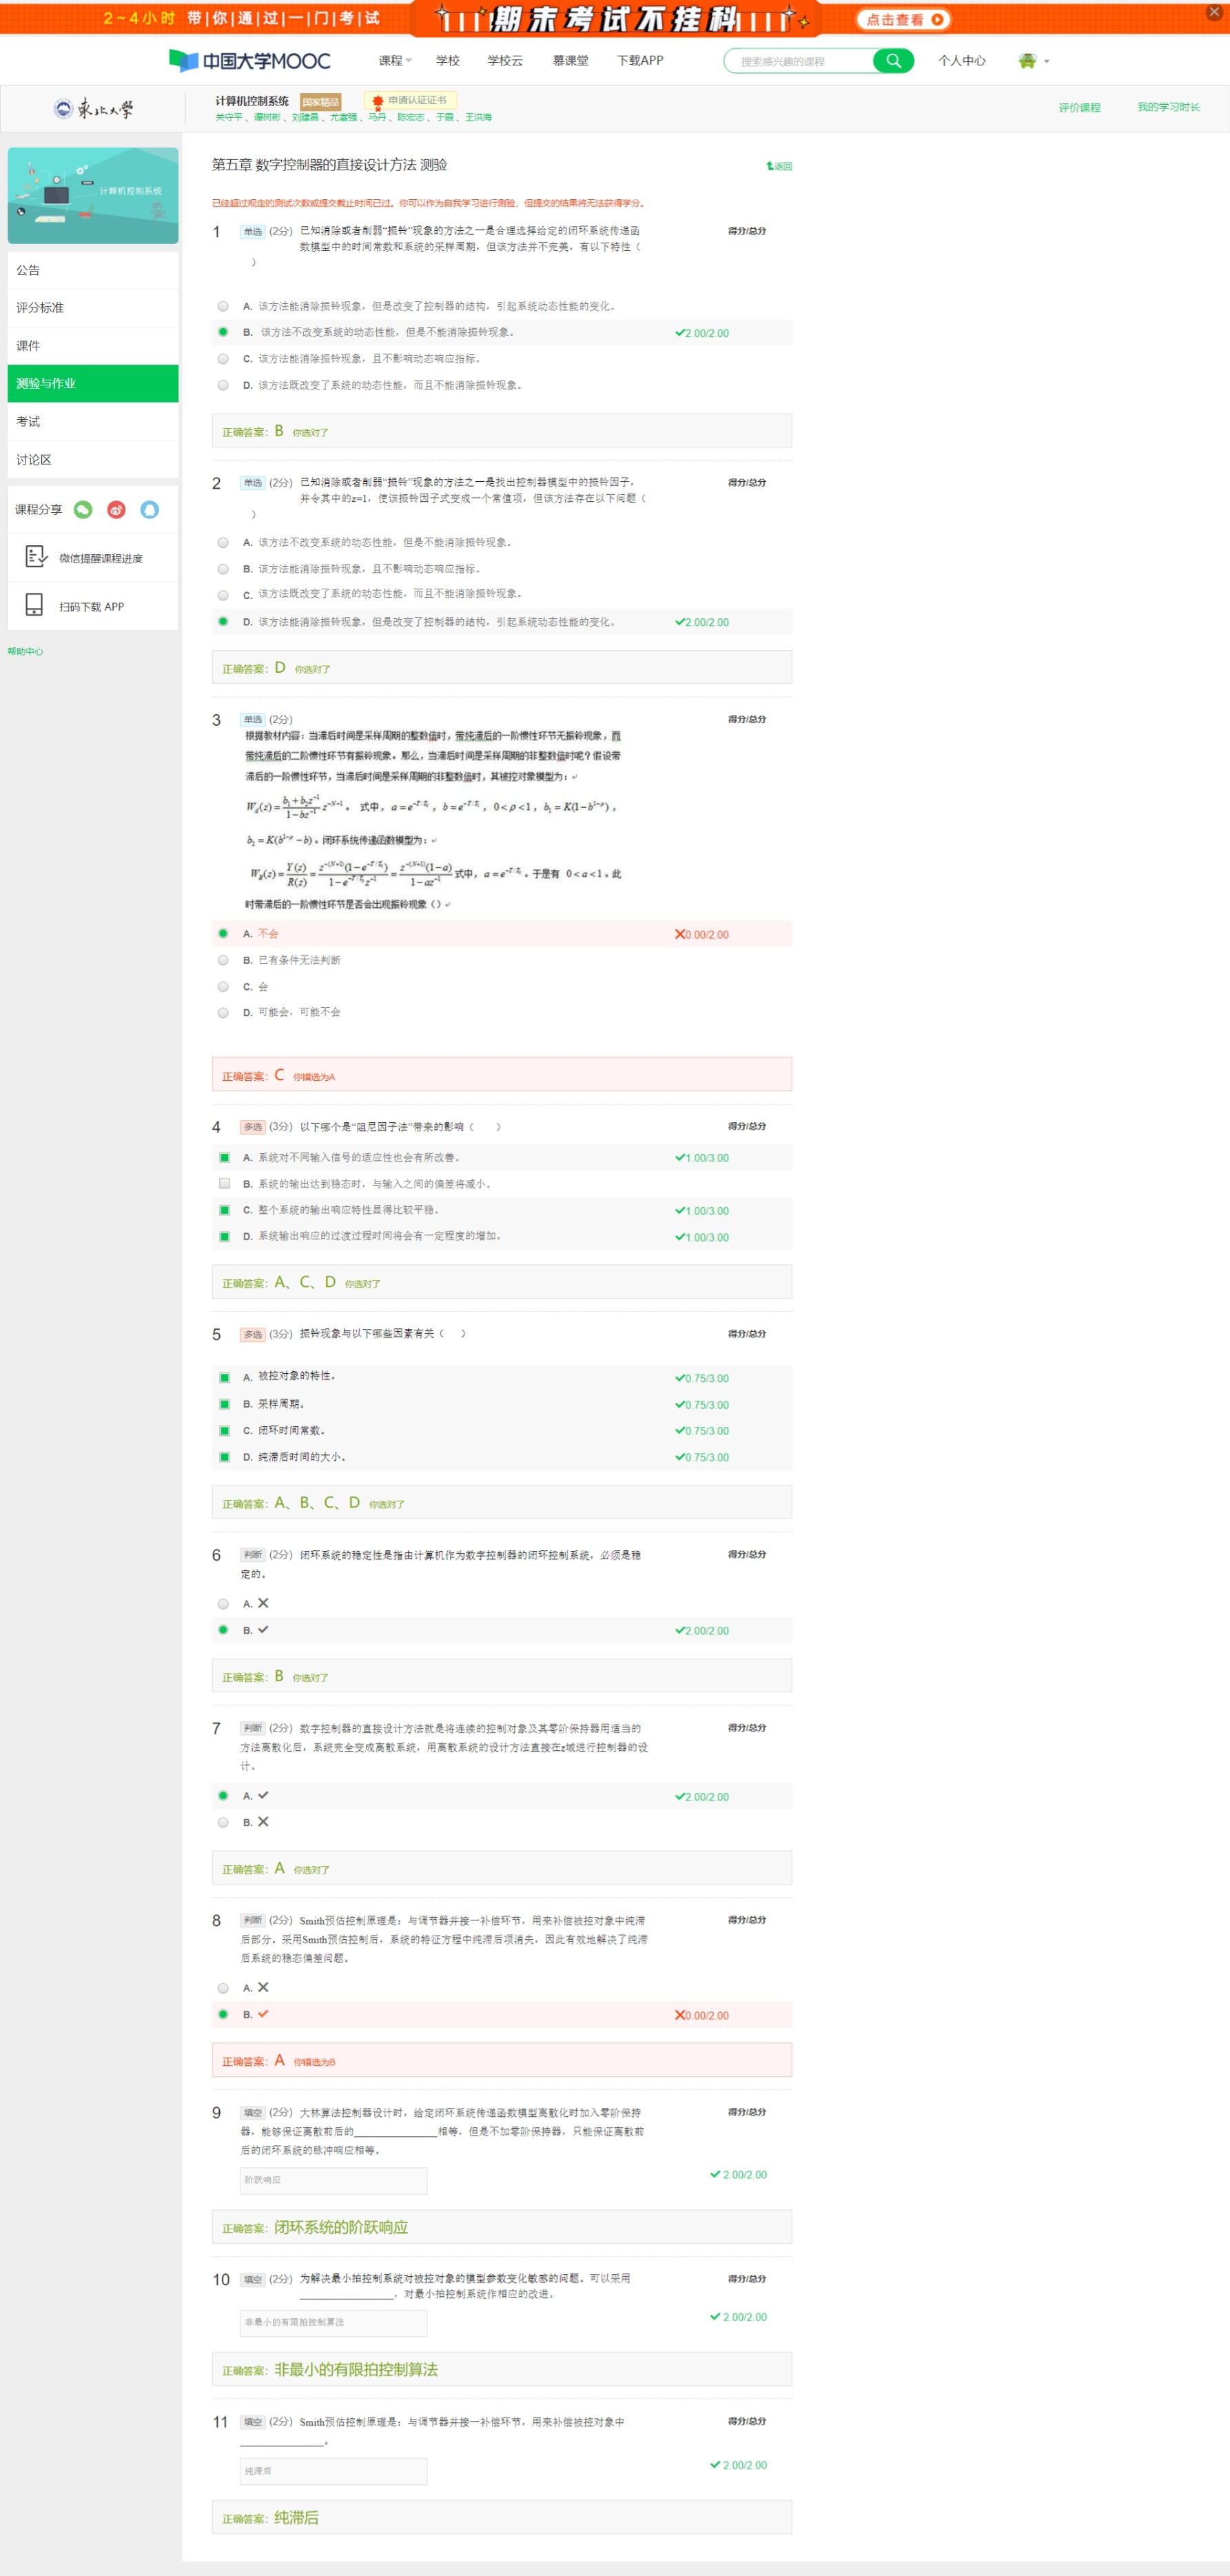 2~4小时 带|你|通|过|一|门|考|试
期末考试不挂科
点击查看
中国大学MOOC
课程
学校
学校云
慕课堂
下载APP
搜索感兴趣的课程
个人中心
东北大学
计算机控制系统 国家精品 申请认证证书
关守平 、谭树彬 、刘建昌 、尤富强 、马丹 、陈宏志 、于霞 、王洪海
评价课程
我的学习时长
计算机控制系统
公告
评分标准
课件
测验与作业
考试
讨论区
课程分享
微信提醒课程进度
扫码下载 APP
帮助中心
第五章 数字控制器的直接设计方法 测验
返回
已经超过规定的测试次数或提交截止时间已过。你可以作为自我学习进行测验，但提交的结果将无法获得学分。
1 单选 (2分) 已知消除或者削弱“振铃”现象的方法之一是合理选择给定的闭环系统传递函
得分/总分
数模型中的时间常数和系统的采样周期，但该方法并不完美，有以下特性（
）
A. 该方法能消除振铃现象，但是改变了控制器的结构，引起系统动态性能的变化。
B. 该方法不改变系统的动态性能，但是不能消除振铃现象。 2.00/2.00
C. 该方法能消除振铃现象，且不影响动态响应指标。
D. 该方法既改变了系统的动态性能，而且不能消除振铃现象。
正确答案：B 你选对了
2 单选 (2分) 已知消除或者削弱“振铃”现象的方法之一是找出控制器模型中的振铃因子，
得分/总分
并令其中的z=1，使该振铃因子式变成一个常值项，但该方法存在以下问题（
）
A. 该方法不改变系统的动态性能，但是不能消除振铃现象。
B. 该方法能消除振铃现象，且不影响动态响应指标。
C. 该方法既改变了系统的动态性能，而且不能消除振铃现象。
D. 该方法能消除振铃现象，但是改变了控制器的结构，引起系统动态性能的变化。 2.00/2.00
正确答案：D 你选对了
3 单选 (2分)
得分/总分
根据教材内容：当滞后时间是采样周期的整数值时，带纯滞后的一阶惯性环节无振铃现象，而
带纯滞后的二阶惯性环节有振铃现象。那么，当滞后时间是采样周期的非整数值时呢？假设带
滞后的一阶惯性环节，当滞后时间是采样周期的非整数值时，其被控对象模型为：
式中，
0<ρ<1，b₁=K(1−b^{1−ρ})，
b₂=K(b^{1−ρ}−b)。闭环系统传递函数模型为：
式中，
于是有 0<a<1。此
时带滞后的一阶惯性环节是否会出现振铃现象（）
A. 不会 0.00/2.00
B. 已有条件无法判断
C. 会
D. 可能会，可能不会
正确答案：C 你错选为A
4 多选 (3分) 以下哪个是“阻尼因子法”带来的影响（ ）
得分/总分
A. 系统对不同输入信号的适应性也会有所改善。 1.00/3.00
B. 系统的输出达到稳态时，与输入之间的偏差将减小。
C. 整个系统的输出响应特性显得比较平稳。 1.00/3.00
D. 系统输出响应的过渡过程时间将会有一定程度的增加。 1.00/3.00
正确答案：A、C、D 你选对了
5 多选 (3分) 振铃现象与以下哪些因素有关（ ）
得分/总分
A. 被控对象的特性。 0.75/3.00
B. 采样周期。 0.75/3.00
C. 闭环时间常数。 0.75/3.00
D. 纯滞后时间的大小。 0.75/3.00
正确答案：A、B、C、D 你选对了
6 判断 (2分) 闭环系统的稳定性是指由计算机作为数字控制器的闭环控制系统，必须是稳
得分/总分
定的。
A.
B. 2.00/2.00
正确答案：B 你选对了
7 判断 (2分) 数字控制器的直接设计方法就是将连续的控制对象及其零阶保持器用适当的
得分/总分
方法离散化后，系统完全变成离散系统，用离散系统的设计方法直接在z域进行控制器的设
计。
A. 2.00/2.00
B.
正确答案：A 你选对了
8 判断 (2分) Smith预估控制原理是：与调节器并接一补偿环节，用来补偿被控对象中纯滞
得分/总分
后部分。采用Smith预估控制后，系统的特征方程中纯滞后项消失，因此有效地解决了纯滞
后系统的稳态偏差问题。
A.
B. 0.00/2.00
正确答案：A 你错选为B
9 填空 (2分) 大林算法控制器设计时，给定闭环系统传递函数模型离散化时加入零阶保持
得分/总分
器，能够保证离散前后的________________相等，但是不加零阶保持器，只能保证离散前
后的闭环系统的脉冲响应相等。
阶跃响应 2.00/2.00
正确答案：闭环系统的阶跃响应
10 填空 (2分) 为解决最小拍控制系统对被控对象的模型参数变化敏感的问题。可以采用
得分/总分
__________________，对最小拍控制系统作相应的改进。
非最小的有限拍控制算法 2.00/2.00
正确答案：非最小的有限拍控制算法
11 填空 (2分) Smith预估控制原理是：与调节器并接一补偿环节，用来补偿被控对象中
得分/总分
________________。
纯滞后 2.00/2.00
正确答案：纯滞后